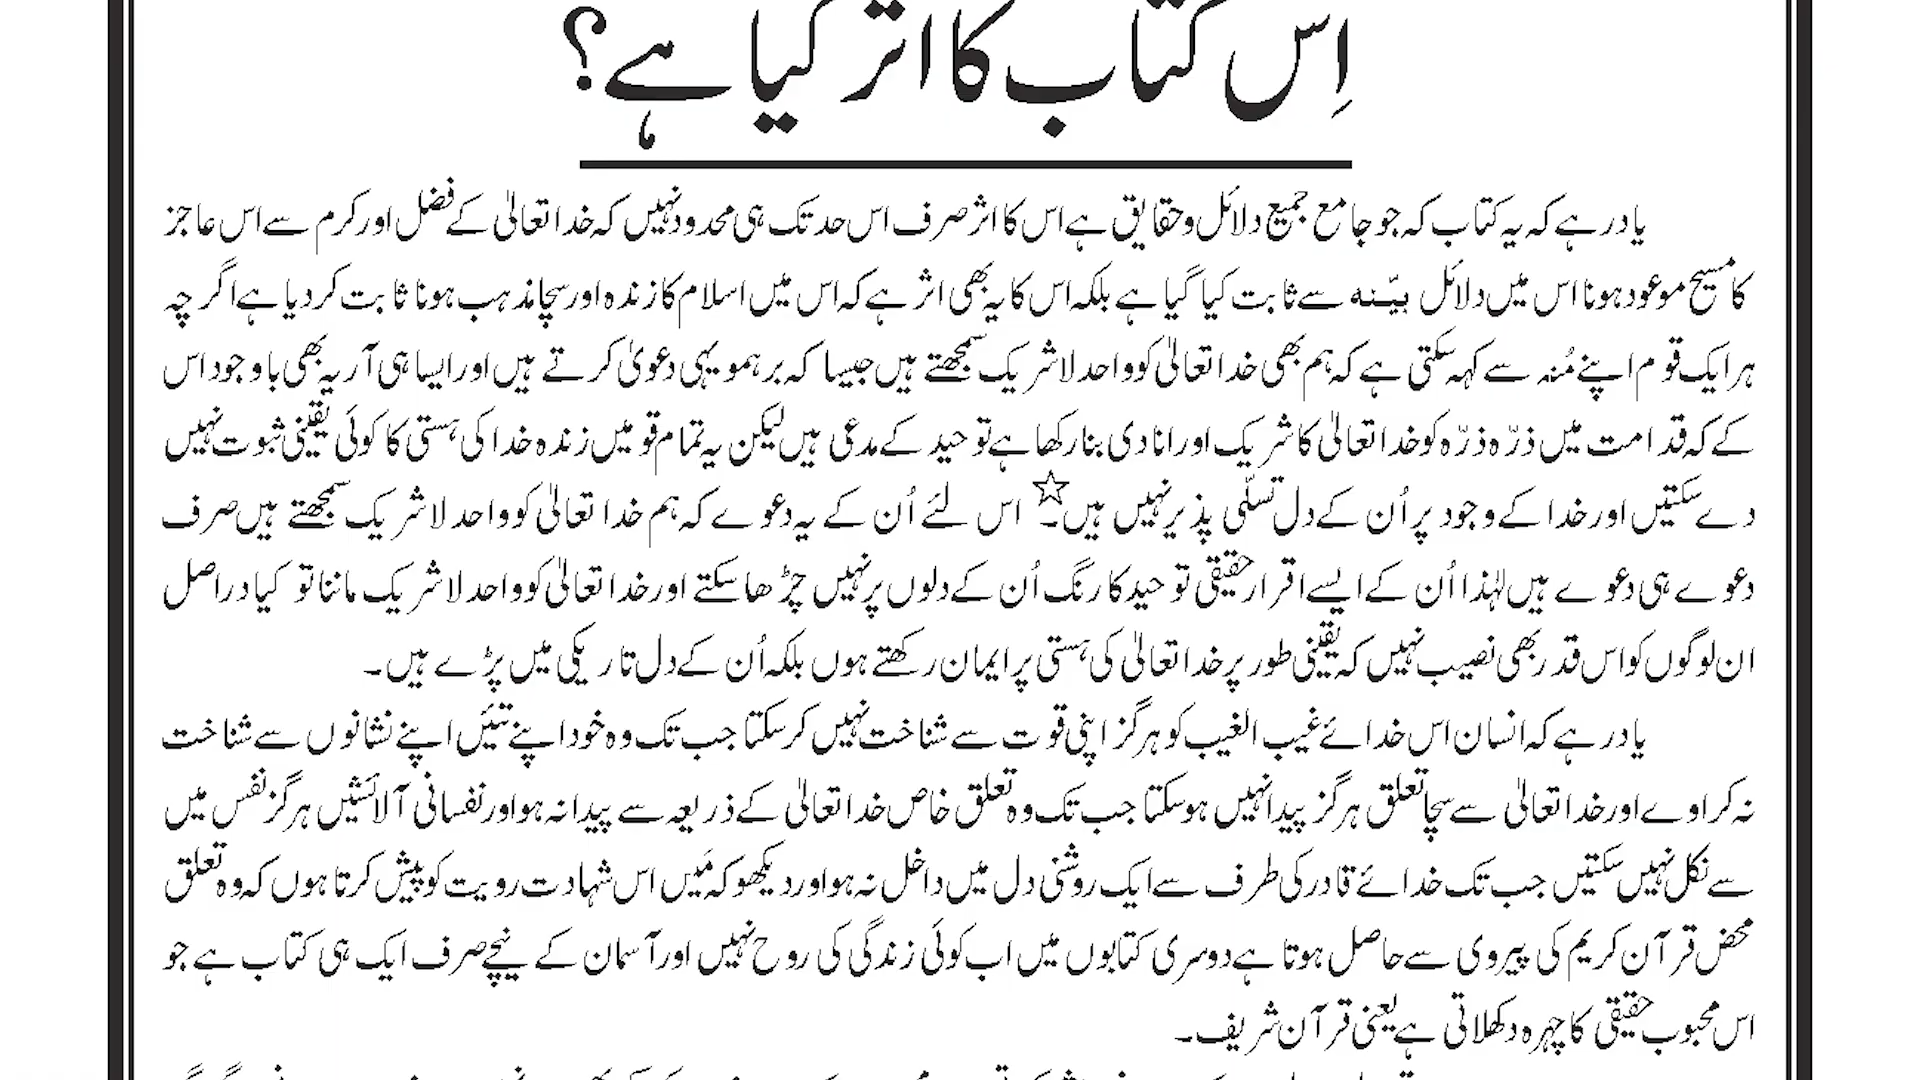 اِس کتاب کا اثر کیا ہے؟
یاد رہے کہ یہ کتاب کہ جو جامع جمیع دلائل و حقایق ہے اس کا اثر صرف اس حد تک ہی محدود نہیں کہ خدا تعالیٰ کے فضل اور کرم سے اس عاجز
کا مسیح موعود ہونا اس میں دلائل بیّنہ سے ثابت کیا گیا ہے بلکہ اس کا یہ بھی اثر ہے کہ اس میں اسلام کا زندہ اور سچا مذہب ہونا ثابت کر دیا ہے اگرچہ
ہر ایک قوم اپنے مُنہ سے کہہ سکتی ہے کہ ہم بھی خدا تعالیٰ کو واحد لاشریک سمجھتے ہیں جیسا کہ برہمو یہی دعویٰ کرتے ہیں اور ایسا ہی آریہ بھی باوجود اس
کے کہ قدامت میں ذرّہ ذرّہ کو خدا تعالیٰ کا شریک اور انادی بنا رکھا ہے توحید کے مدعی ہیں لیکن یہ تمام قومیں زندہ خدا کی ہستی کا کوئی یقینی ثبوت نہیں
دے سکتیں اور خدا کے وجود پر اُن کے دل تسلّی پذیر نہیں ہیں۔☆ اس لئے اُن کے یہ دعوے کہ ہم خدا تعالیٰ کو واحد لاشریک سمجھتے ہیں صرف
دعوے ہی دعوے ہیں لہٰذا اُن کے ایسے اقرار حقیقی توحید کا رنگ اُن کے دلوں پر نہیں چڑھا سکتے اور خدا تعالیٰ کو واحد لاشریک ماننا تو کیا دراصل
ان لوگوں کو اس قدر بھی نصیب نہیں کہ یقینی طور پر خدا تعالیٰ کی ہستی پر ایمان رکھتے ہوں بلکہ اُن کے دل تاریکی میں پڑے ہیں۔
یاد رہے کہ انسان اس خدائے غیب الغیب کو ہرگز اپنی قوت سے شناخت نہیں کر سکتا جب تک وہ خود اپنے تئیں اپنے نشانوں سے شناخت
نہ کراوے اور خدا تعالیٰ سے سچا تعلق ہرگز پیدا نہیں ہو سکتا جب تک وہ تعلق خاص خدا تعالیٰ کے ذریعہ سے پیدا نہ ہو اور نفسانی آلائشیں ہرگز نفس میں
سے نکل نہیں سکتیں جب تک خدائے قادر کی طرف سے ایک روشنی دل میں داخل نہ ہو اور دیکھو کہ مَیں اس شہادت رویت کو پیش کرتا ہوں کہ وہ تعلق
محض قرآن کریم کی پیروی سے حاصل ہوتا ہے دوسری کتابوں میں اب کوئی زندگی کی روح نہیں اور آسمان کے نیچے صرف ایک ہی کتاب ہے جو
اس محبوب حقیقی کا چہرہ دکھلاتی ہے یعنی قرآن شریف۔